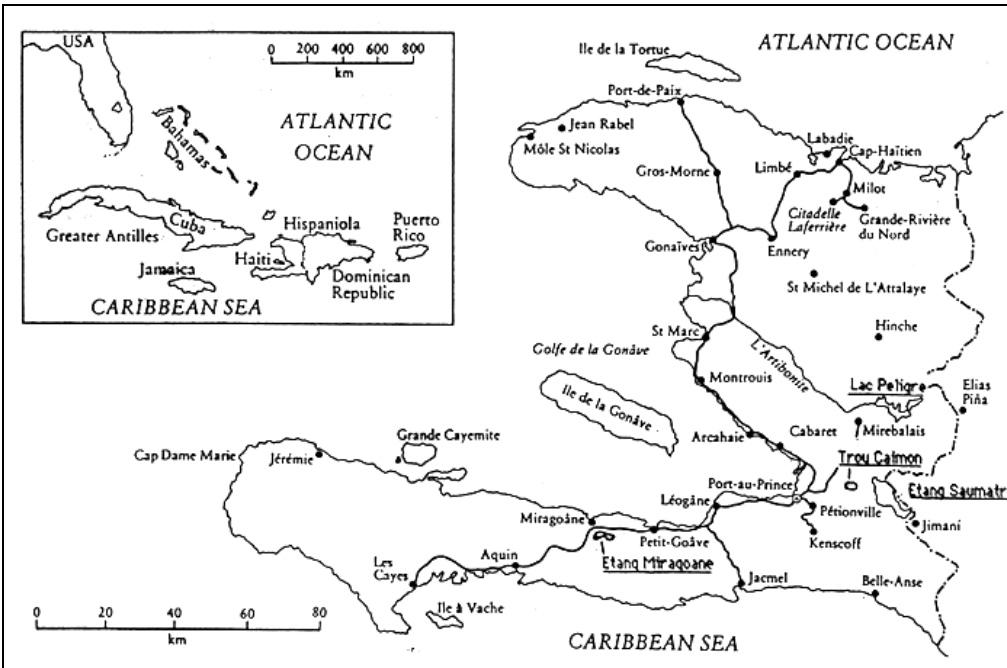 USA
0 200 400 600 800
km
ATLANTIC
OCEAN
Bahamas
Cuba
Greater Antilles
Hispaniola
Puerto
Rico
Haiti
Jamaica
Dominican
Republic
CARIBBEAN SEA
Ile de la Tortue
ATLANTIC OCEAN
Port-de-Paix
Jean Rabel
Môle St Nicolas
Labadie
Cap-Haïtien
Limbé
Gros-Morne
Milot
Citadelle
Laferrière
Grande-Rivière
du Nord
Gonaïves
Ennery
St Michel de L'Attalaye
Hinche
St Marc
L'Artibonite
Golfe de la Gonâve
Montrouis
Lac Peligre
Elias
Piña
Ile de la Gonâve
Arcahaie
Cabaret
Mirebalais
Grande Cayemite
Cap Dame Marie
Jérémie
Trou Caïmon
Port-au-Prince
Etang Saumatr
Léogâne
Pétionville
Jimaní
Miragoâne
Petit-Goâve
Kenscoff
Etang Miragoane
Aquin
Les
Cayes
Jacmel
Belle-Anse
Ile à Vache
0 20 40 60 80
km
CARIBBEAN SEA